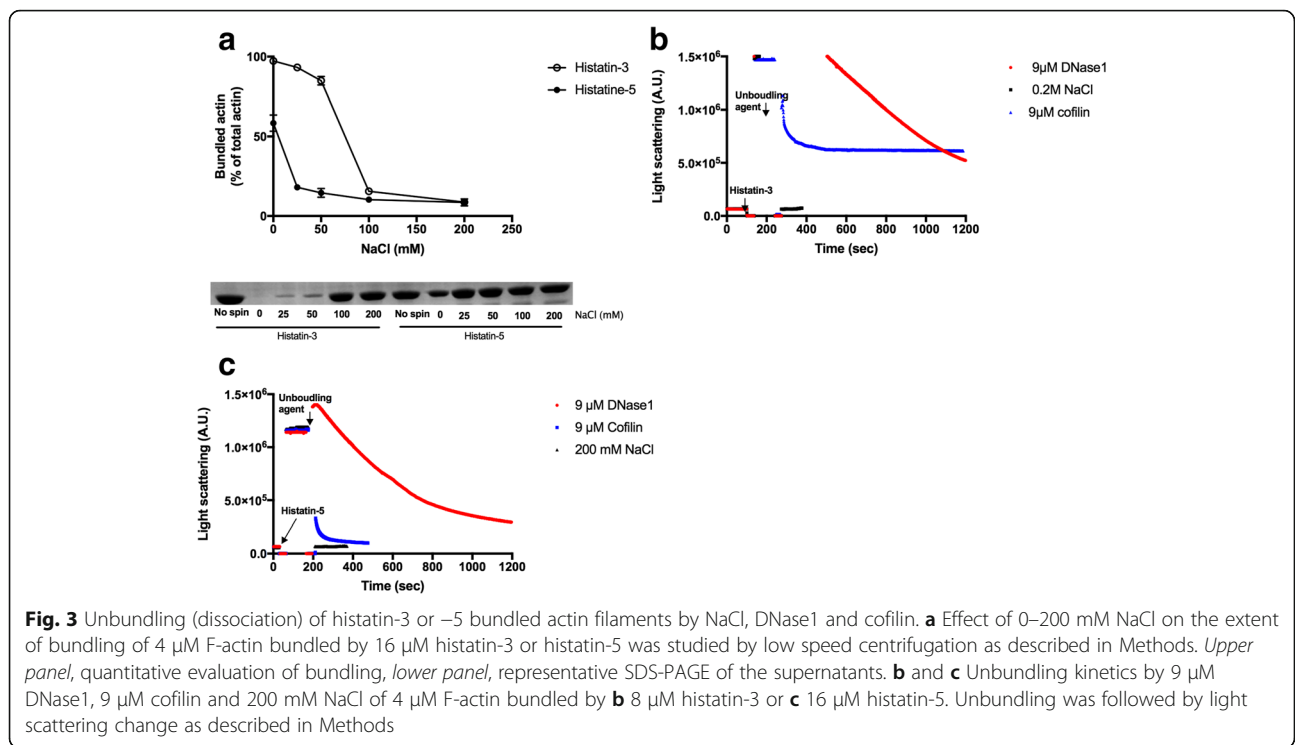 a
100
50
0
0 50 100 150 200 250
Bundled actin
(% of total actin)
NaCl (mM)
Histatin-3
Histatine-5
No spin 0 25 50 100 200 No spin 0 25 50 100 200 NaCl (mM)
Histatin-3 Histatin-5
b
1.5×10⁶
1.0×10⁶
5.0×10⁵
0.0
0 200 400 600 800 1000 1200
Light scattering (A.U.)
Time (sec)
Unboudling
agent
Histatin-3
9µM DNase1
0.2M NaCl
9µM cofilin
c
1.5×10⁶
1.0×10⁶
5.0×10⁵
0.0
0 200 400 600 800 1000 1200
Light scattering (A.U.)
Time (sec)
Unboudling
agent
Histatin-5
9 µM DNase1
9 µM Cofilin
200 mM NaCl
Fig. 3 Unbundling (dissociation) of histatin-3 or −5 bundled actin filaments by NaCl, DNase1 and cofilin. a Effect of 0–200 mM NaCl on the extent
of bundling of 4 µM F-actin bundled by 16 µM histatin-3 or histatin-5 was studied by low speed centrifugation as described in Methods. Upper
panel, quantitative evaluation of bundling, lower panel, representative SDS-PAGE of the supernatants. b and c Unbundling kinetics by 9 µM
DNase1, 9 µM cofilin and 200 mM NaCl of 4 µM F-actin bundled by b 8 µM histatin-3 or c 16 µM histatin-5. Unbundling was followed by light
scattering change as described in Methods